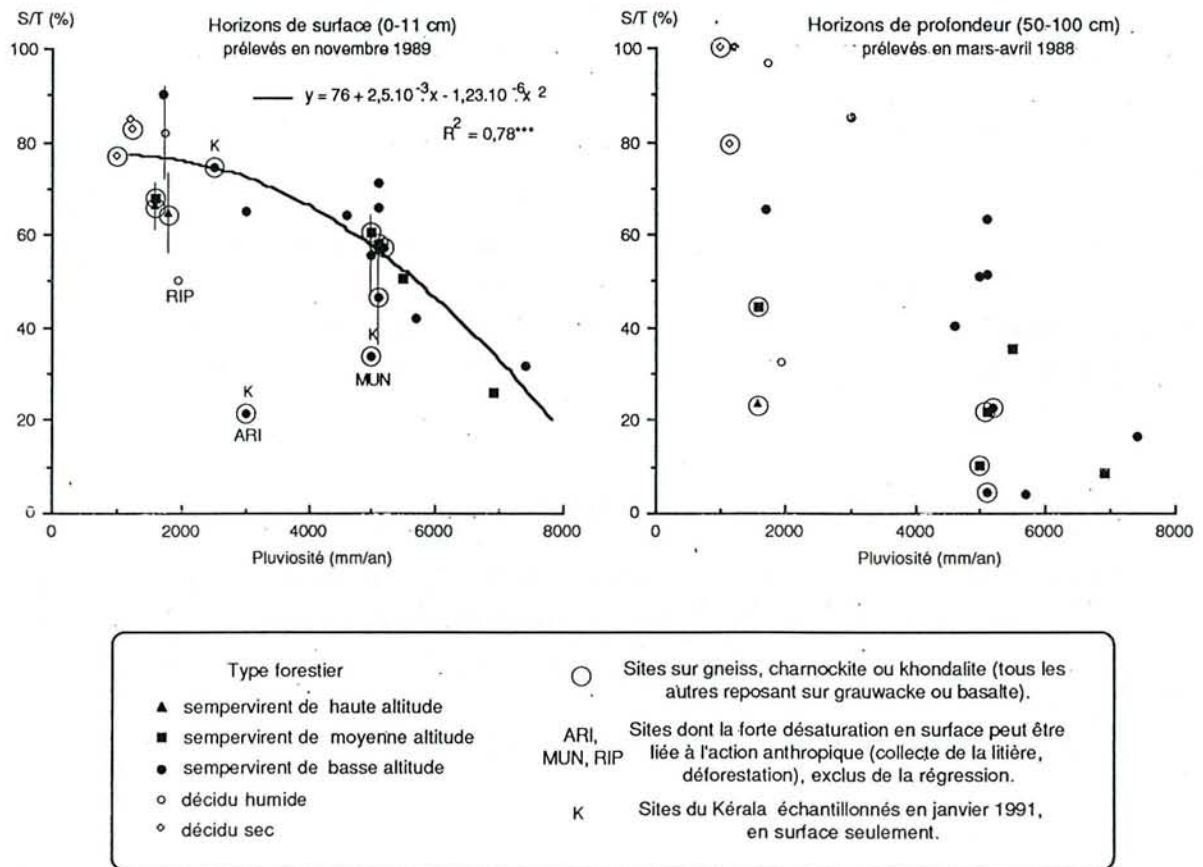 S/T (%)
Horizons de surface (0-11 cm)
prélevés en novembre 1989
y = 76 + 2,5.10 -3.x - 1,23.10 -6.x 2
R 2 = 0,78***
100
80
60
40
20
0
K
RIP
K
ARI
K
MUN
0 2000 4000 6000 8000
Pluviosité (mm/an)
S/T (%)
Horizons de profondeur (50-100 cm)
prélevés en mars-avril 1988
100
80
60
40
20
0
0 2000 4000 6000 8000
Pluviosité (mm/an)
Type forestier
sempervirent de haute altitude
sempervirent de moyenne altitude
sempervirent de basse altitude
décidu humide
décidu sec
Sites sur gneiss, charnockite ou khondalite (tous les
autres reposant sur grauwacke ou basalte).
ARI,
MUN, RIP
Sites dont la forte désaturation en surface peut être
liée à l'action anthropique (collecte de la litière,
déforestation), exclus de la régression.
K
Sites du Kérala échantillonnés en janvier 1991,
en surface seulement.